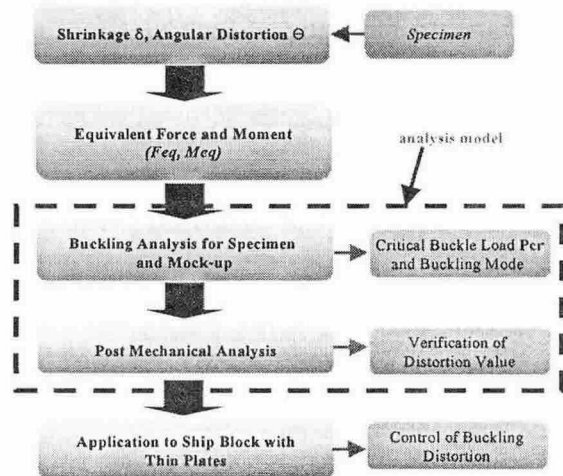 Shrinkage δ, Angular Distortion Θ
Specimen
Equivalent Force and Moment
(Feq, Meq)
analysis model
Buckling Analysis for Specimen
and Mock-up
Critical Buckle Load Pcr
and Buckling Mode
Post Mechanical Analysis
Verification of
Distortion Value
Application to Ship Block with
Thin Plates
Control of Buckling
Distortion